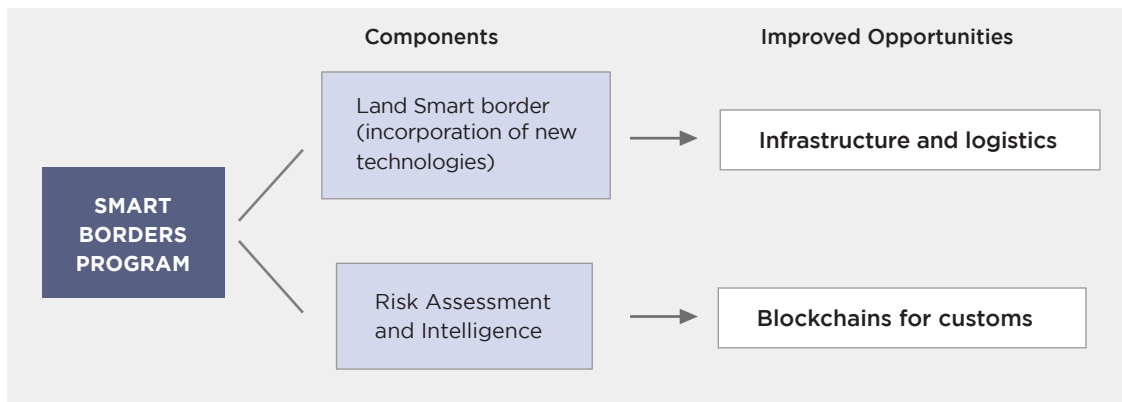 Components
Improved Opportunities
SMART
BORDERS
PROGRAM
Land Smart border
(incorporation of new
technologies)
Infrastructure and logistics
Risk Assessment
and Intelligence
Blockchains for customs